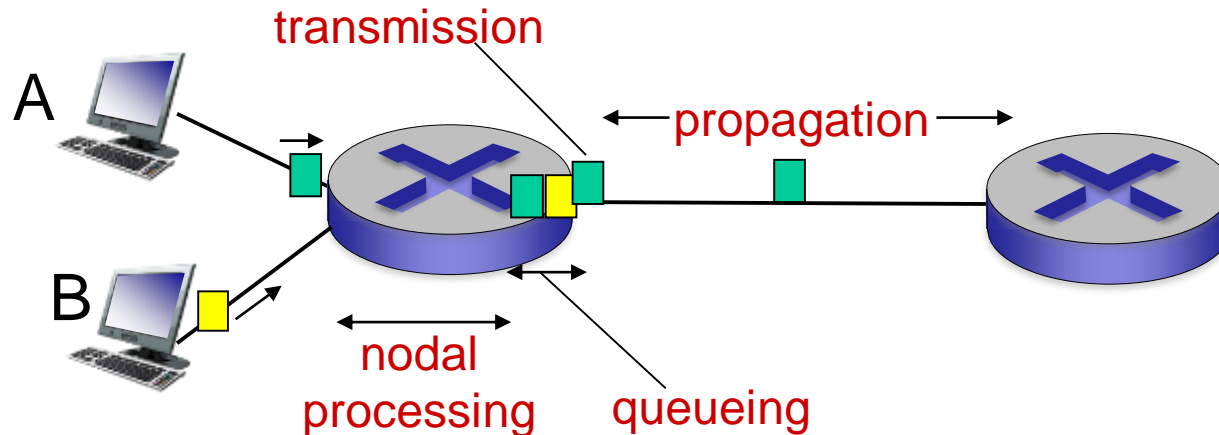 transmission
A
propagation
B
nodal
processing
queueing